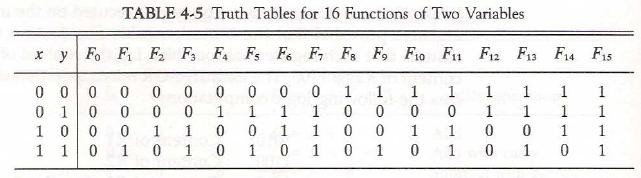 TABLE 4-5 Truth Tables for 16 Functions of Two Variables
x y F₀ F₁ F₂ F₃ F₄ F₅ F₆ F₇ F₈ F₉ F₁₀ F₁₁ F₁₂ F₁₃ F₁₄ F₁₅
0 0 0 0 0 0 0 0 0 0 1 1 1 1 1 1 1 1
0 1 0 0 0 0 1 1 1 1 0 0 0 0 1 1 1 1
1 0 0 0 1 1 0 0 1 1 0 0 1 1 0 0 1 1
1 1 0 1 0 1 0 1 0 1 0 1 0 1 0 1 0 1